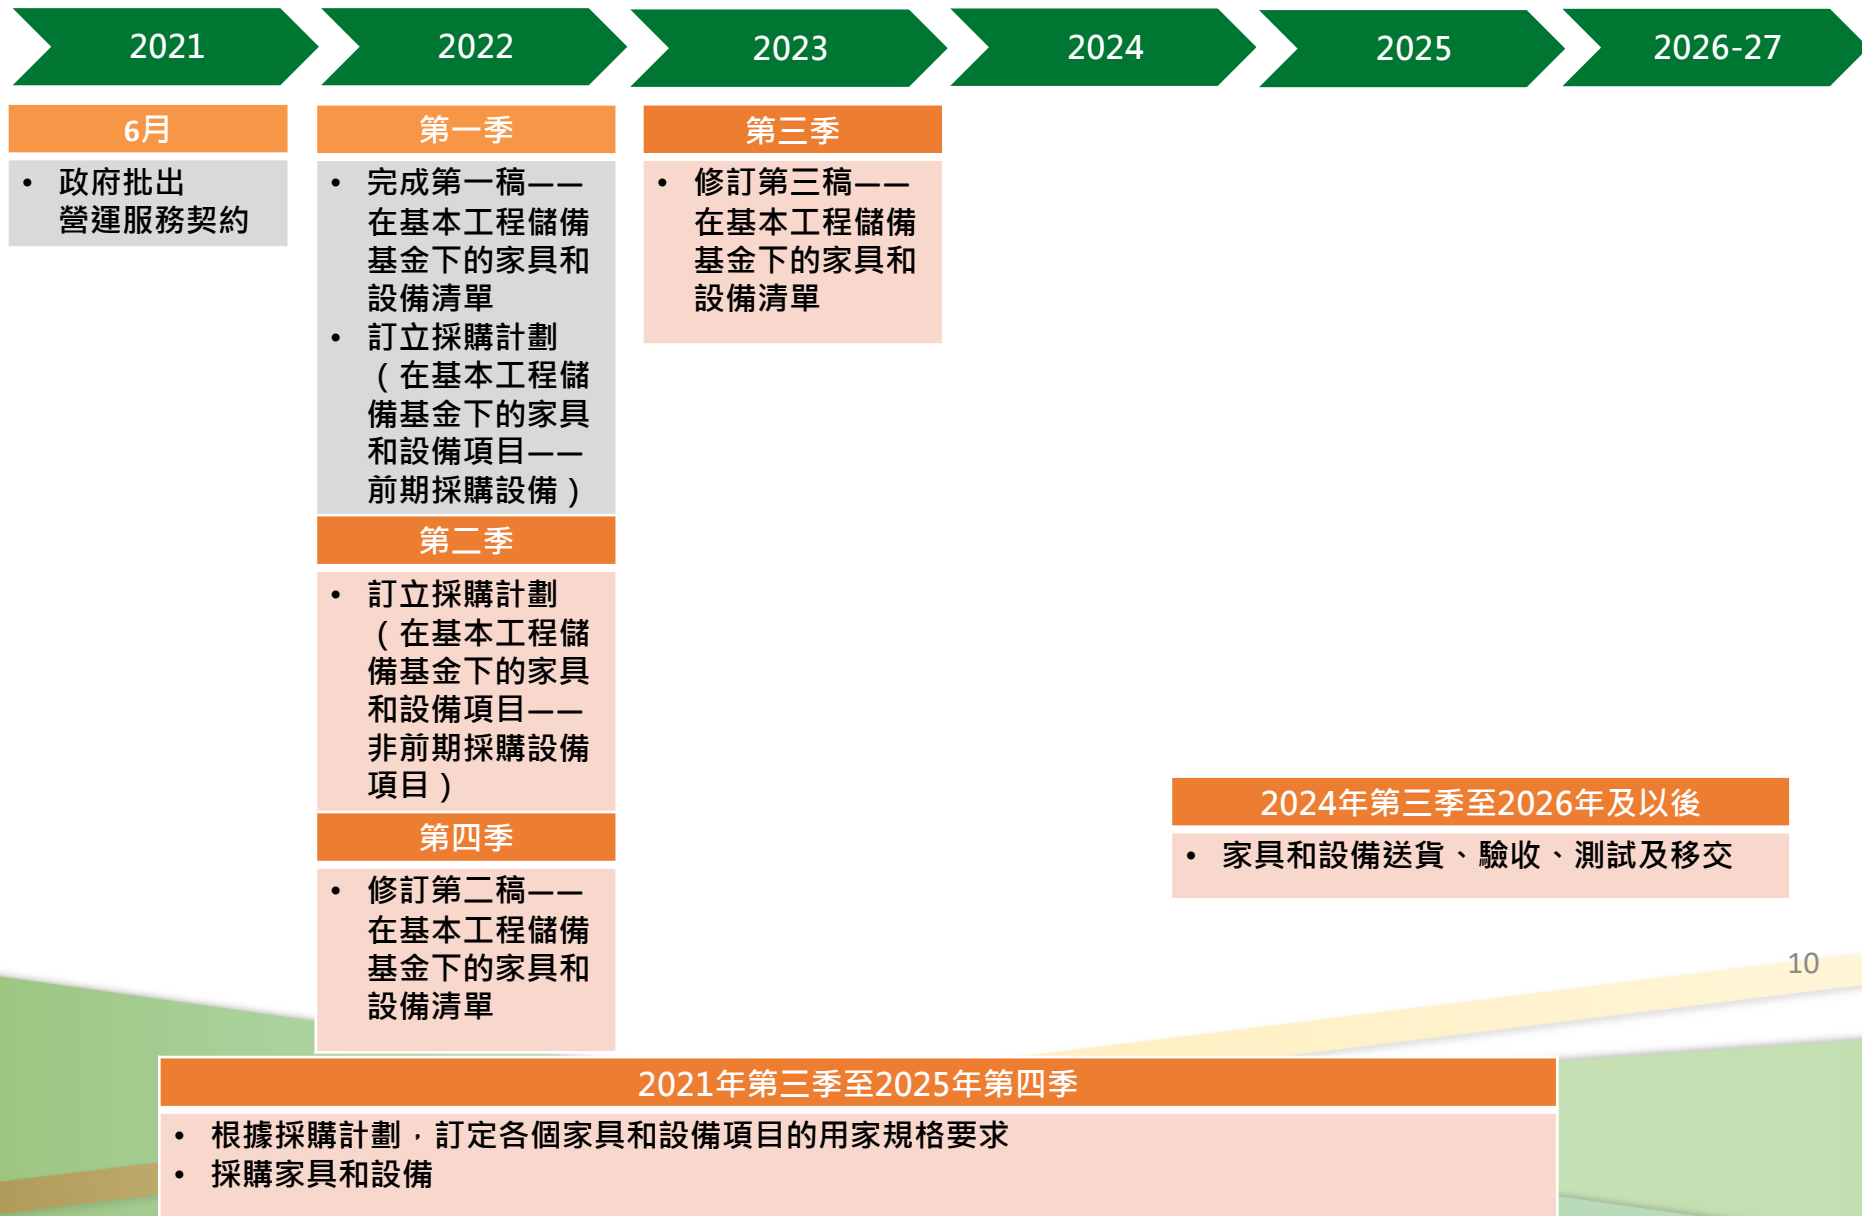 2021
2022
2023
2024
2025
2026-27
6月
• 政府批出
營運服務契約
第一季
• 完成第一稿——
在基本工程儲備
基金下的家具和
設備清單
• 訂立採購計劃
（在基本工程儲
備基金下的家具
和設備項目——
前期採購設備）
第二季
• 訂立採購計劃
（在基本工程儲
備基金下的家具
和設備項目——
非前期採購設備
項目）
第四季
• 修訂第二稿——
在基本工程儲備
基金下的家具和
設備清單
第三季
• 修訂第三稿——
在基本工程儲備
基金下的家具和
設備清單
2024年第三季至2026年及以後
• 家具和設備送貨、驗收、測試及移交
10
2021年第三季至2025年第四季
• 根據採購計劃，訂定各個家具和設備項目的用家規格要求
• 採購家具和設備